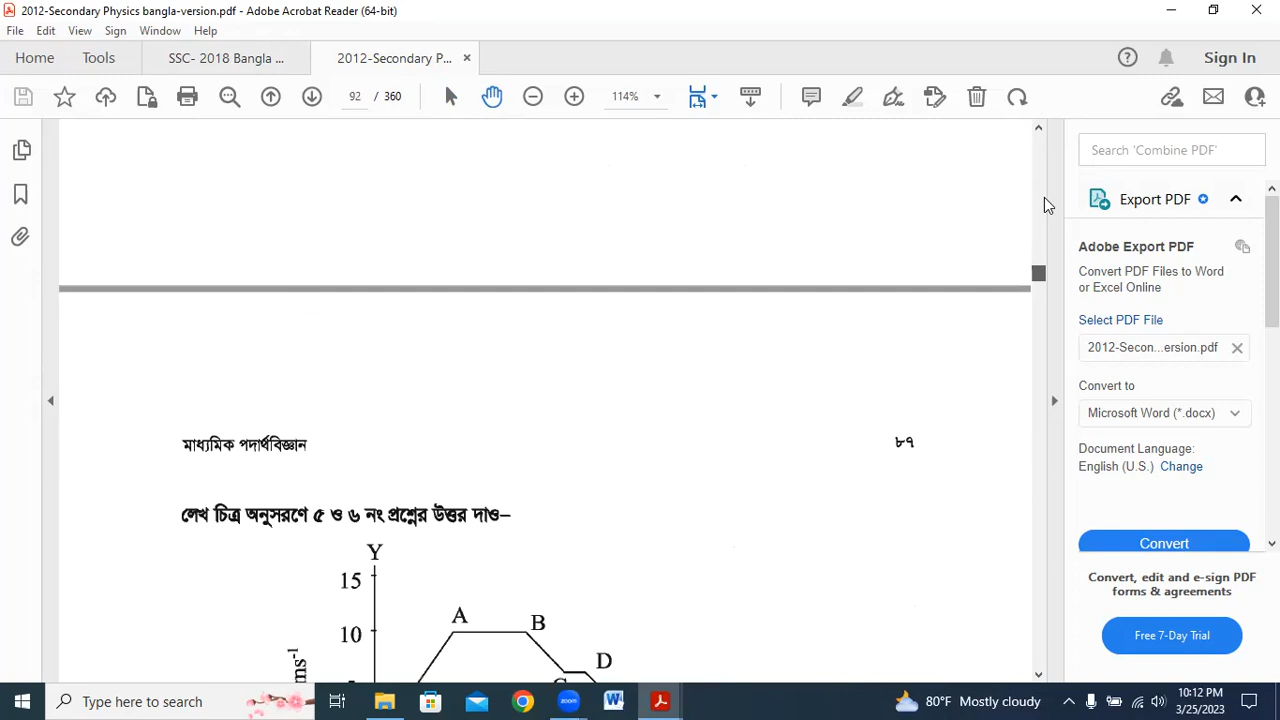 2012-Secondary Physics bangla-version.pdf - Adobe Acrobat Reader (64-bit)
File Edit View Sign Window Help
Home Tools SSC- 2018 Bangla ... 2012-Secondary P... × Sign In
92 / 360 114%
Search 'Combine PDF'
Export PDF
Adobe Export PDF
Convert PDF Files to Word
or Excel Online
Select PDF File
2012-Secon...ersion.pdf
Convert to
Microsoft Word (*.docx)
Document Language:
English (U.S.) Change
Convert
Convert, edit and e-sign PDF
forms & agreements
Free 7-Day Trial
মাধ্যমিক পদার্থবিজ্ঞান ৮৭
লেখ চিত্র অনুসরণে ৫ ও ৬ নং প্রশ্নের উত্তর দাও–
Y
15
A B
10
D
ms-1
Type here to search zoom W 80°F Mostly cloudy 10:12 PM
3/25/2023